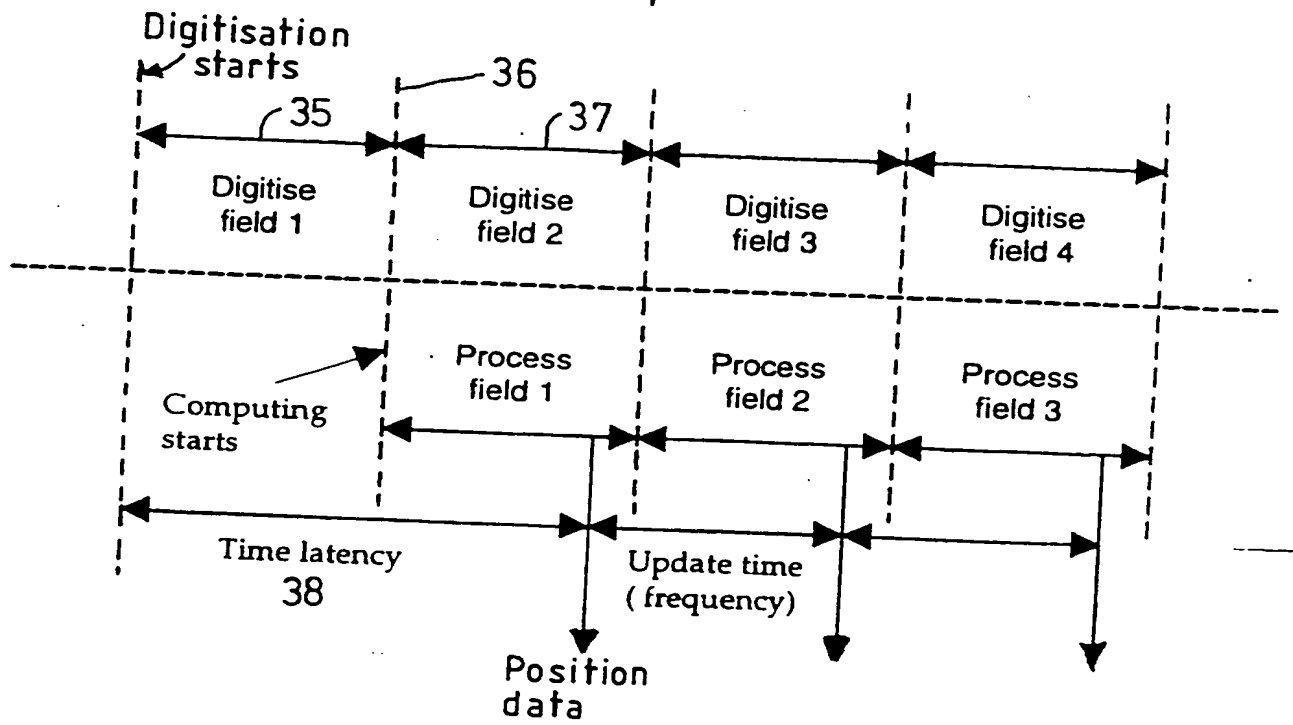 Digitisation
starts
36
35
37
Digitise
field 1
Digitise
field 2
Digitise
field 3
Digitise
field 4
Computing
starts
Process
field 1
Process
field 2
Process
field 3
Time latency
38
Update time
( frequency)
Position
data